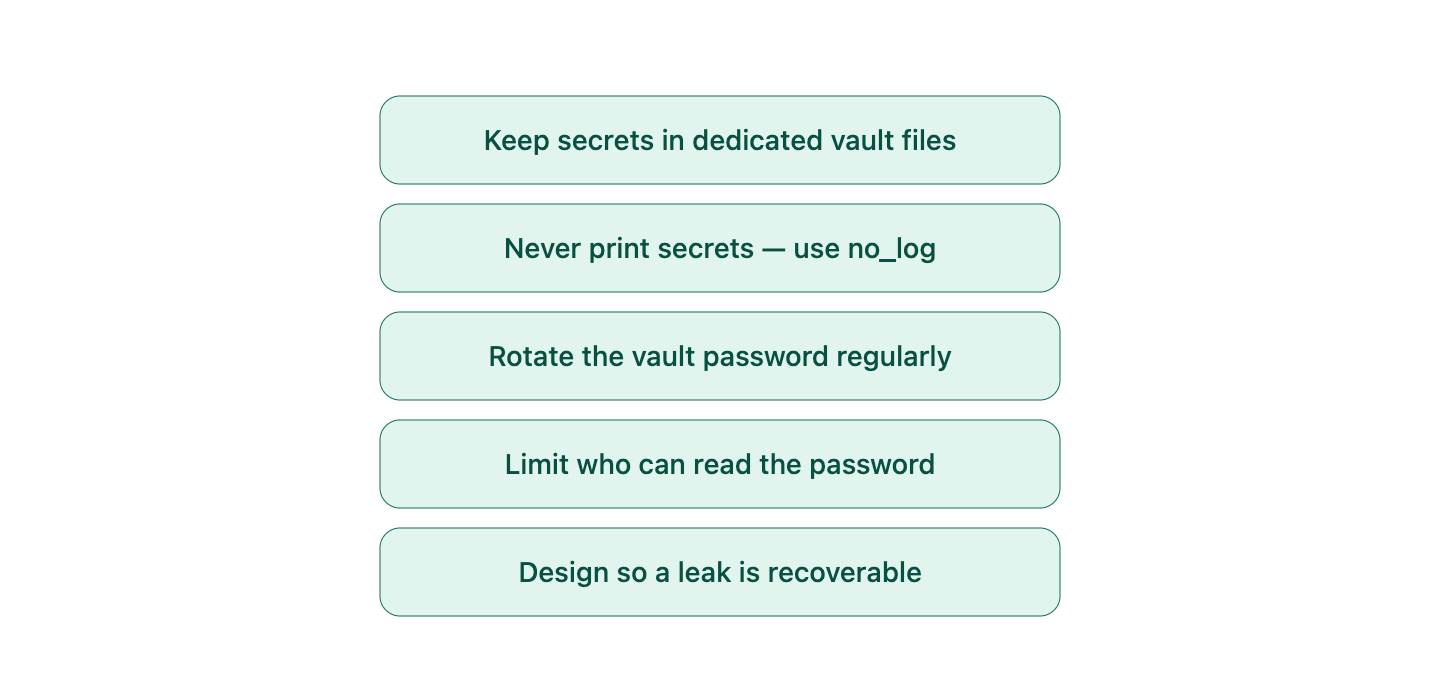 Keep secrets in dedicated vault files
Never print secrets — use no_log
Rotate the vault password regularly
Limit who can read the password
Design so a leak is recoverable